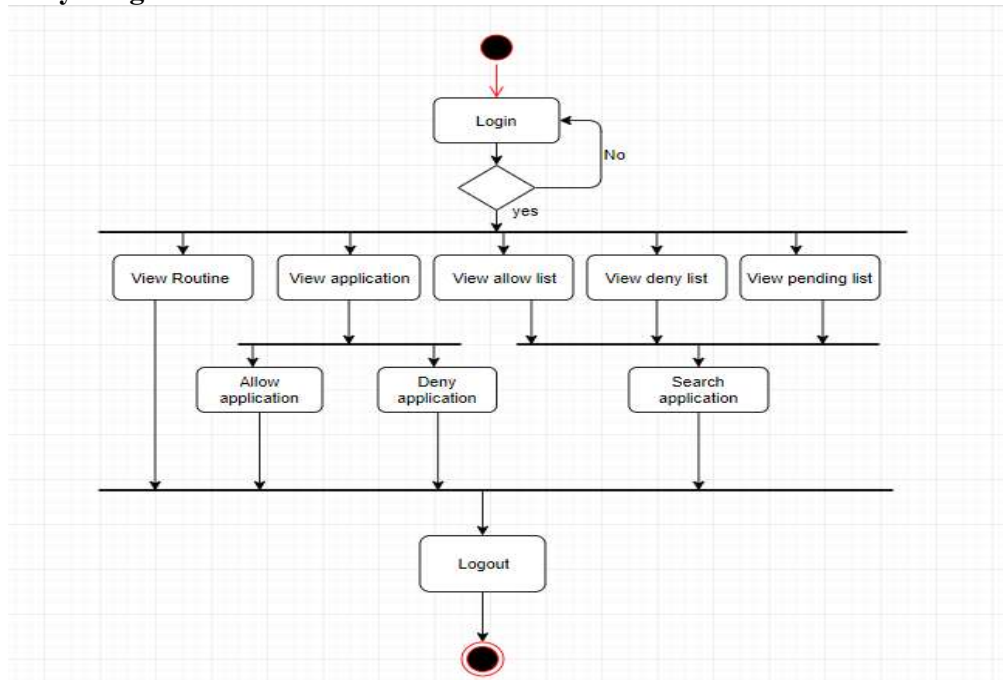 Login
No
yes
View Routine
View application
View allow list
View deny list
View pending list
Allow
application
Deny
application
Search
application
Logout